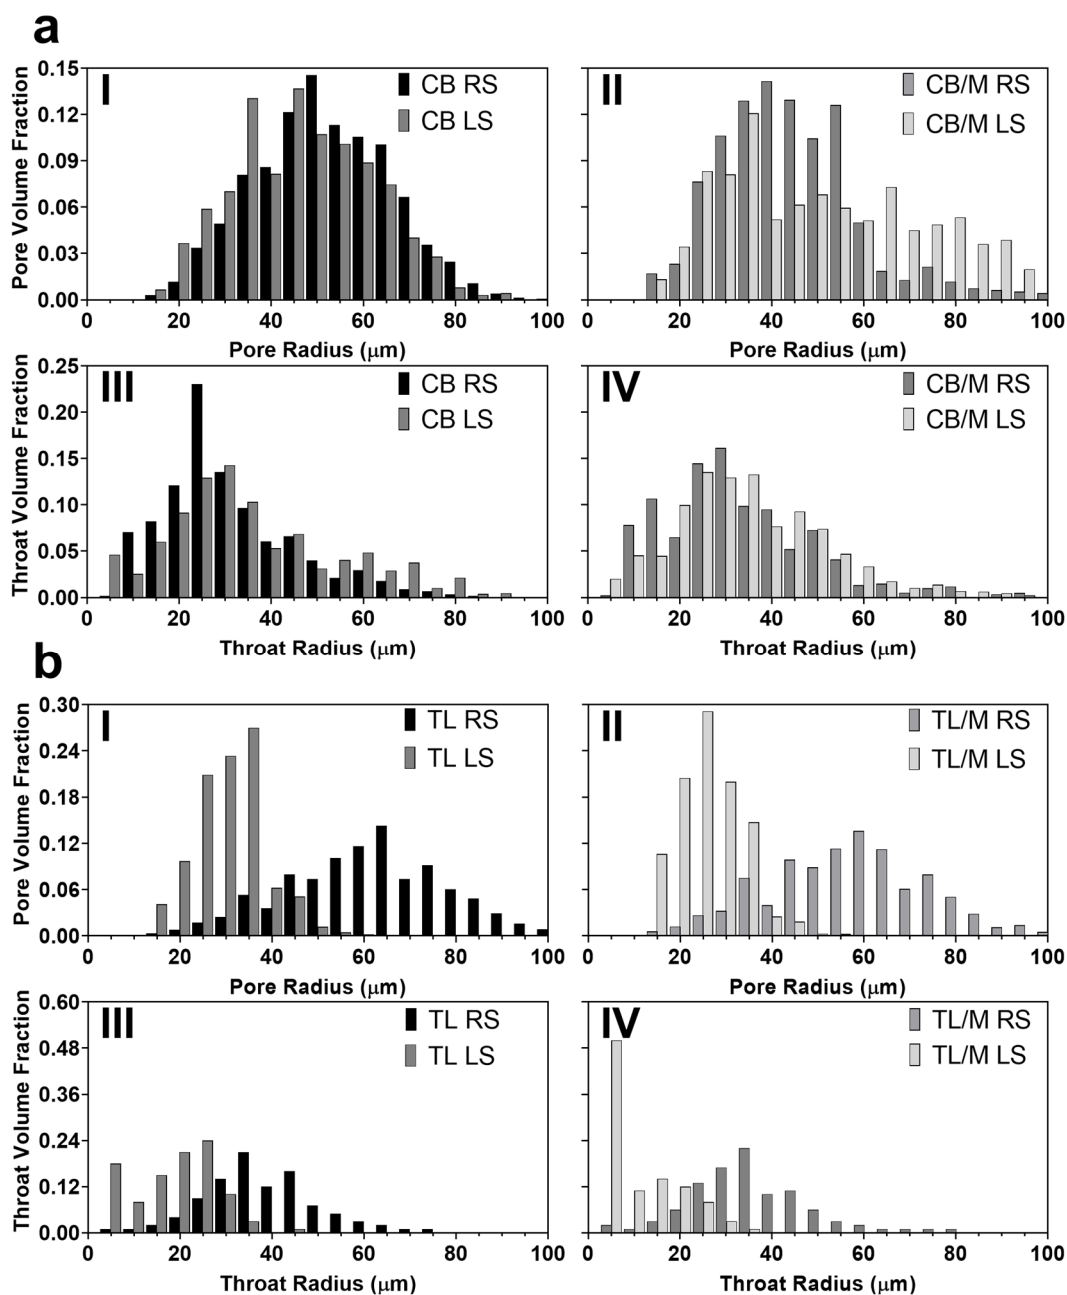 a
I
CB RS
CB LS
Pore Volume Fraction
0.15
0.12
0.09
0.06
0.03
0.00
0 20 40 60 80 100
Pore Radius (μm)
II
CB/M RS
CB/M LS
0 20 40 60 80 100
Pore Radius (μm)
III
CB RS
CB LS
Throat Volume Fraction
0.25
0.20
0.15
0.10
0.05
0.00
0 20 40 60 80 100
Throat Radius (μm)
IV
CB/M RS
CB/M LS
0 20 40 60 80 100
Throat Radius (μm)
b
I
TL RS
TL LS
Pore Volume Fraction
0.30
0.24
0.18
0.12
0.06
0.00
0 20 40 60 80 100
Pore Radius (μm)
II
TL/M RS
TL/M LS
0 20 40 60 80 100
Pore Radius (μm)
III
TL RS
TL LS
Throat Volume Fraction
0.60
0.48
0.36
0.24
0.12
0.00
0 20 40 60 80 100
Throat Radius (μm)
IV
TL/M RS
TL/M LS
0 20 40 60 80 100
Throat Radius (μm)